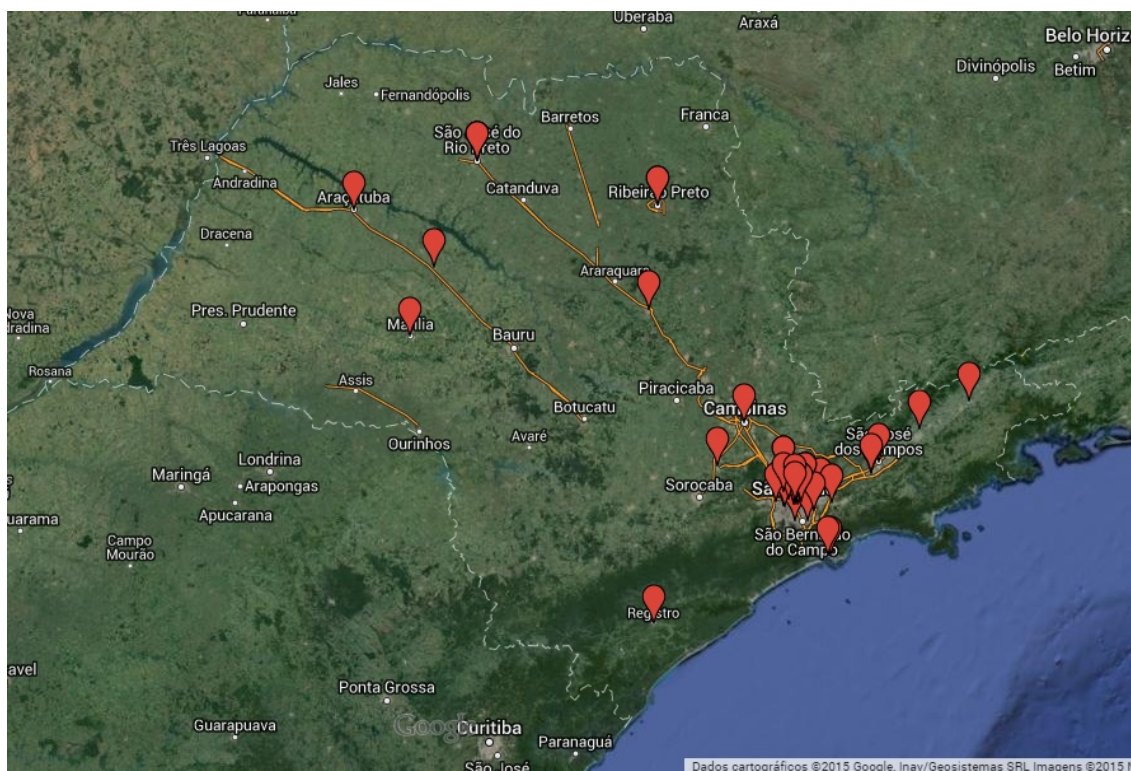 Uberaba
Araxá
Belo Horiz
Divinópolis
Betim
Jales
Fernandópolis
Barretos
Franca
São José do
Rio Preto
Três Lagoas
Andradina
Catanduva
Ribeirão Preto
Araçatuba
Dracena
Araraquara
Nova
dradina
Pres. Prudente
Marília
Bauru
Rosana
Assis
Piracicaba
Campinas
Botucatu
Ourinhos
Avaré
São José
dos Campos
Maringá
Londrina
Arapongas
Sorocaba
Apucarana
uarama
Campo
Mourão
São Bernardo
do Campo
Registro
avel
Ponta Grossa
Google
Guarapuava
Curitiba
Paranaguá
São José
Dados cartográficos ©2015 Google, Inav/Geosistemas SRL Imagens ©2015